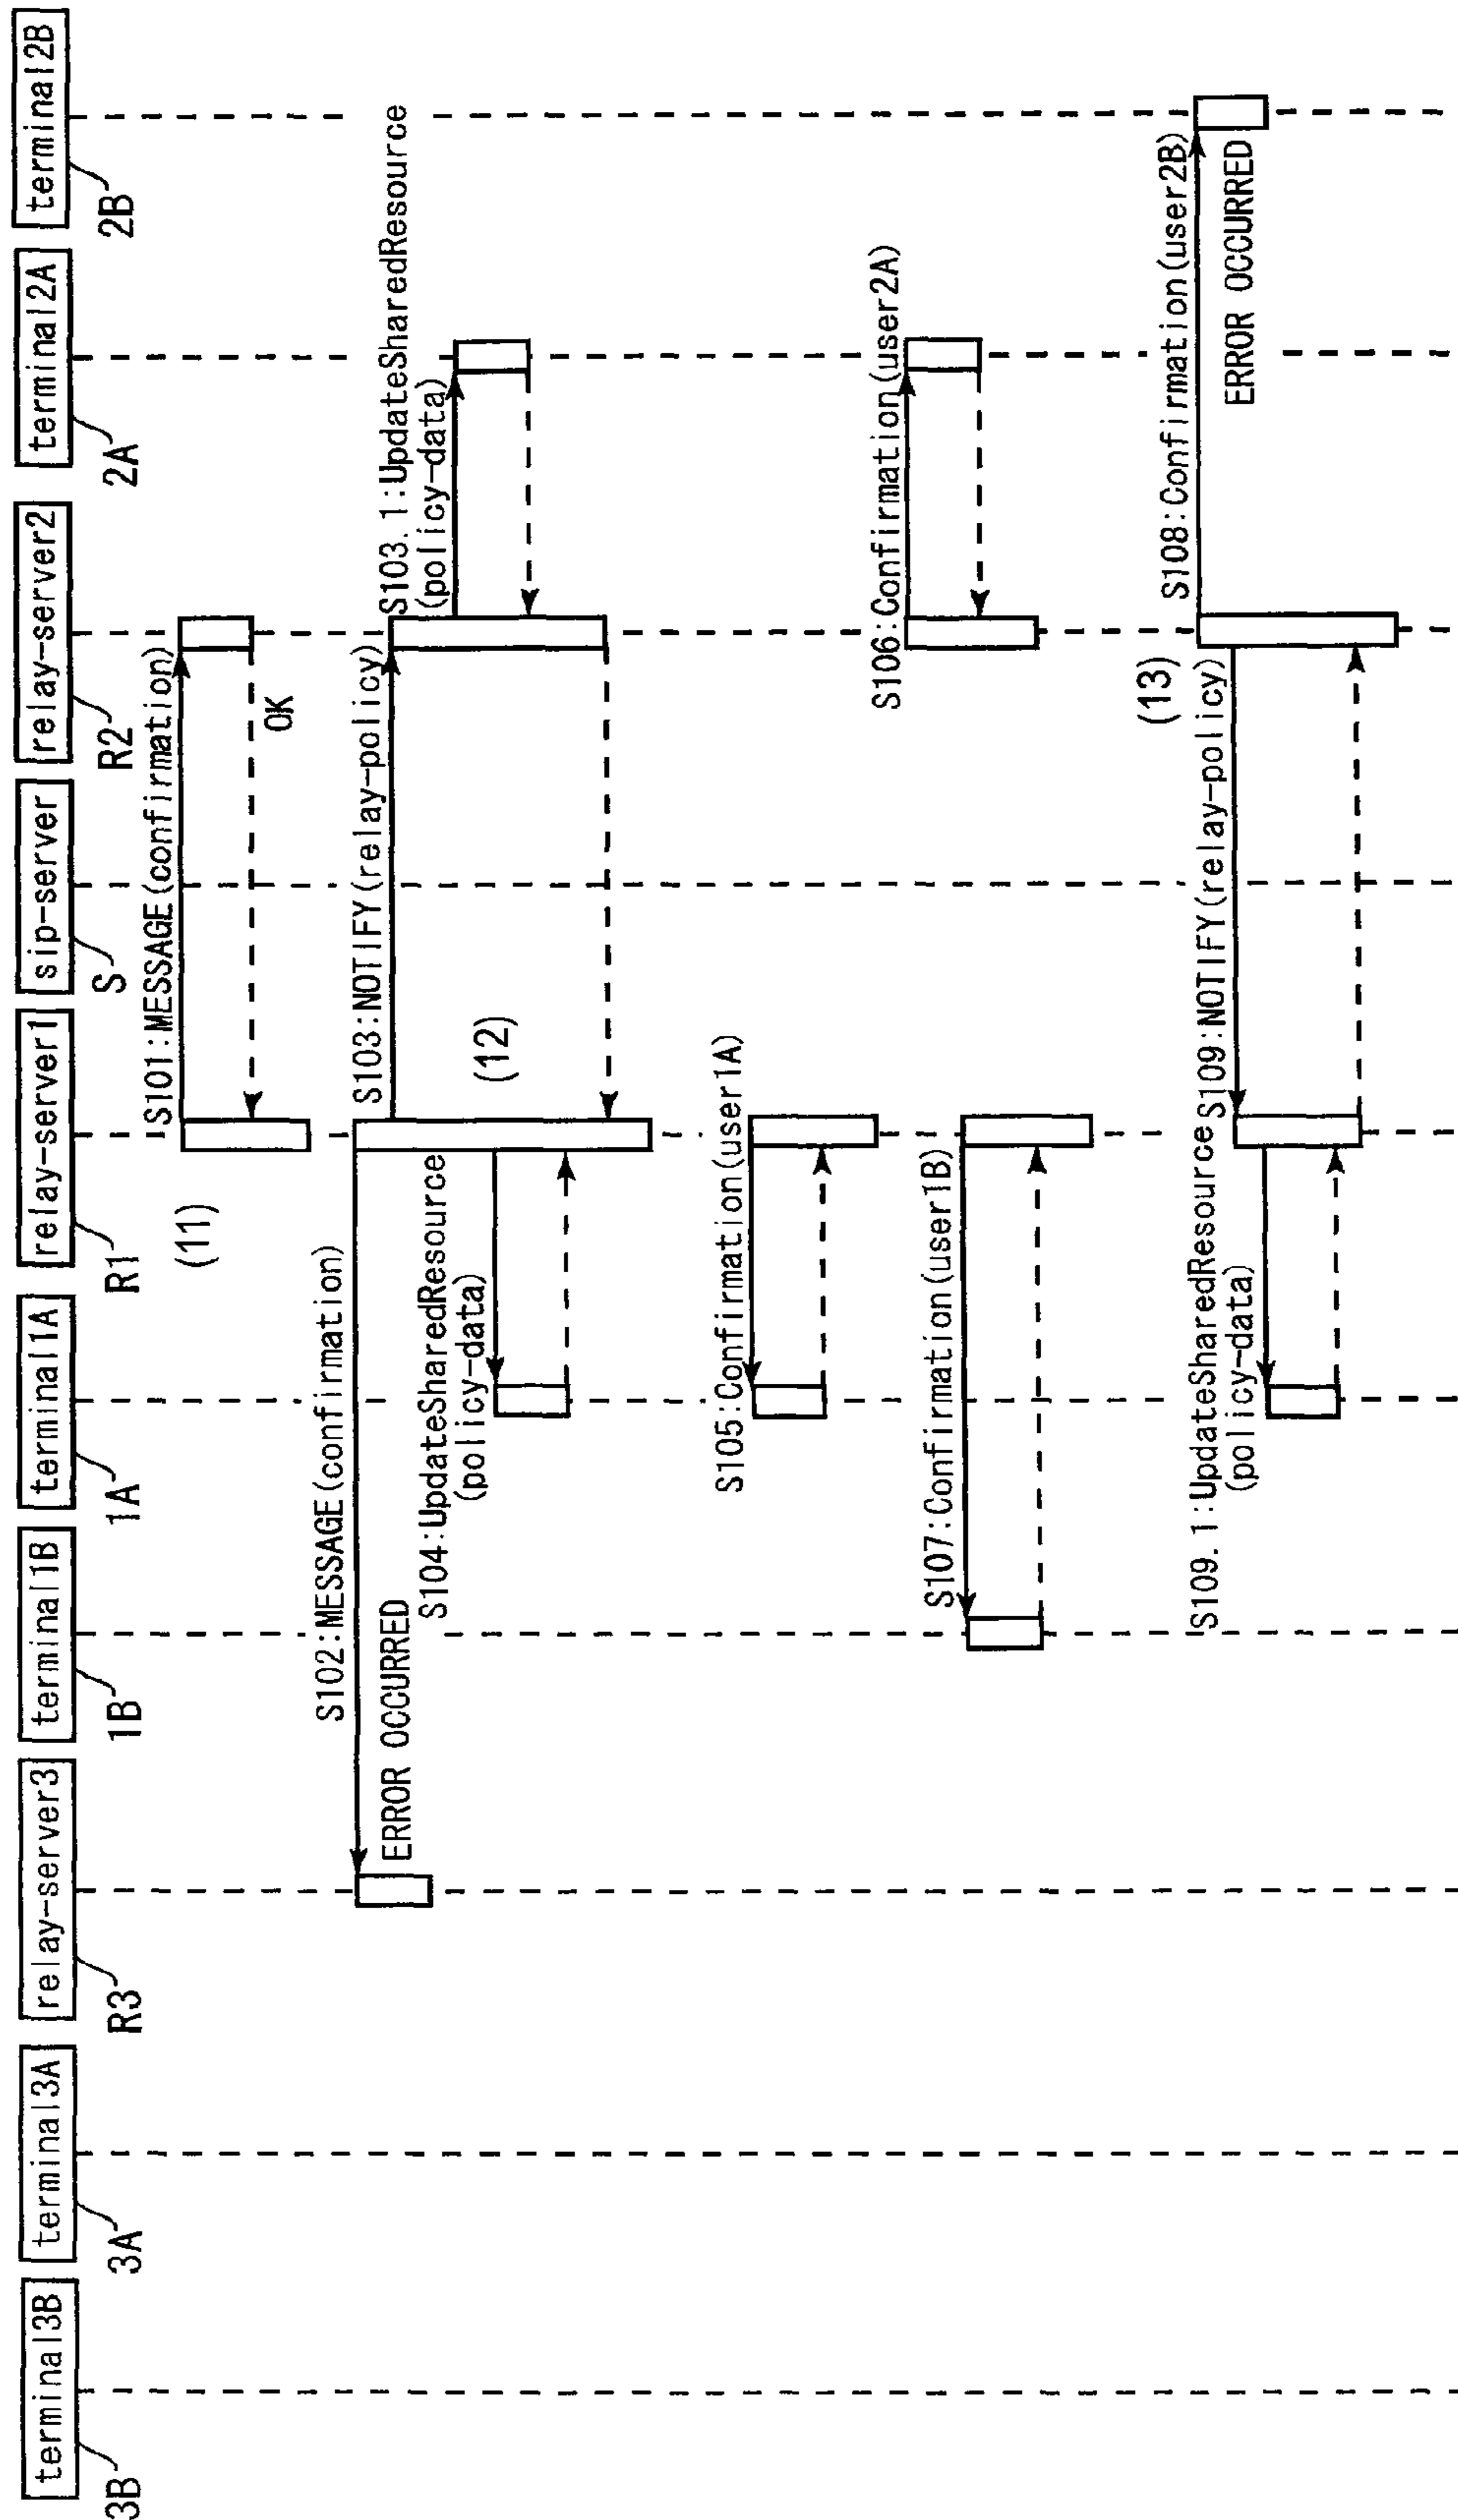 terminal3B
terminal3A
relay-server3
terminal1B
terminal1A
relay-server1
sip-server
relay-server2
terminal2A
terminal2B
3B
3A
R3
1B
1A
R1
S
R2
2A
2B
(11)
S101:MESSAGE(confirmation)
OK
S102:MESSAGE(confirmation)
ERROR OCCURRED
S103:NOTIFY(relay-policy)
S103.1:UpdateSharedResource
(policy-data)
S104:UpdateSharedResource
(policy-data)
(12)
S105:Confirmation(user1A)
S106:Confirmation(user2A)
S107:Confirmation(user1B)
(13)
S108:Confirmation(user2B)
ERROR OCCURRED
S109:NOTIFY(relay-policy)
S109.1:UpdateSharedResource
(policy-data)